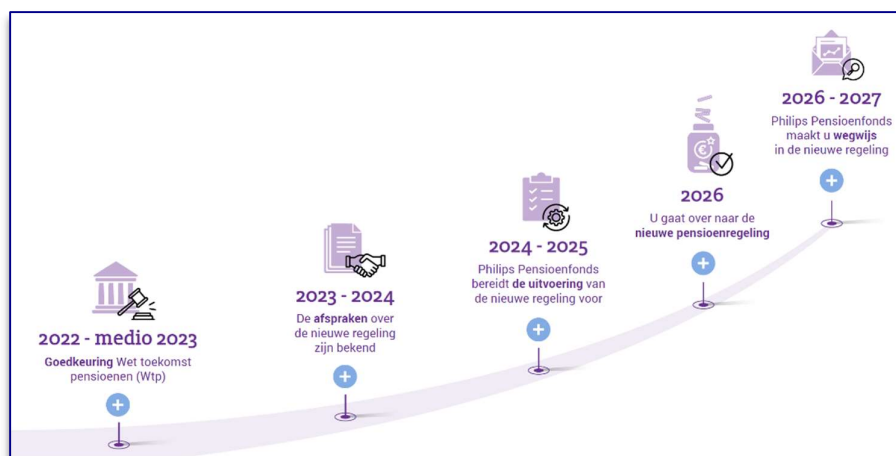 2022 - medio 2023
Goedkeuring Wet toekomst
pensioenen (Wtp)
2023 - 2024
De afspraken over
de nieuwe regeling
zijn bekend
2024 - 2025
Philips Pensioenfonds
bereidt de uitvoering van
de nieuwe regeling voor
2026
U gaat over naar de
nieuwe pensioenregeling
2026 - 2027
Philips Pensioenfonds
maakt u wegwijs
in de nieuwe regeling